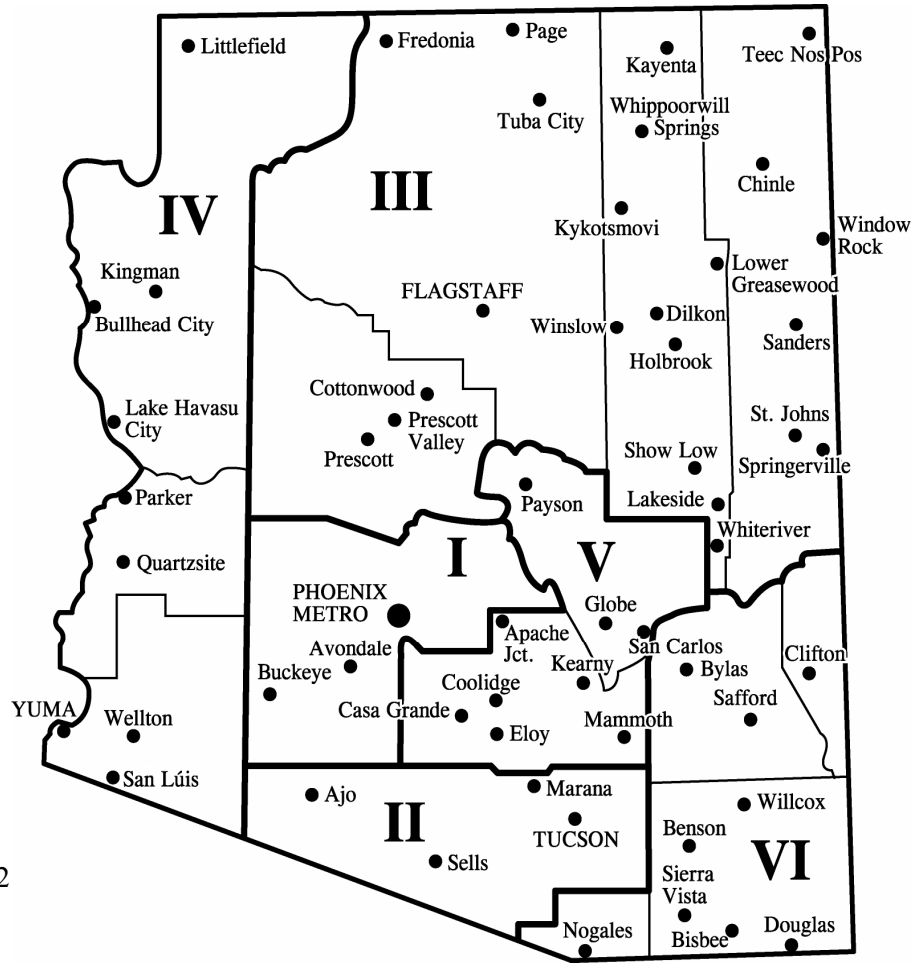 Littlefield
Fredonia
Page
Kayenta
Teec Nos Pos
Tuba City
Whippoorwill
Springs
Chinle
III
IV
Kykotsmovi
Window
Rock
Kingman
Lower
Greasewood
FLAGSTAFF
Bullhead City
Winslow
Dilkon
Holbrook
Sanders
Cottonwood
Lake Havasu
City
Prescott
Valley
Prescott
St. Johns
Show Low
Springerville
Parker
Payson
Lakeside
Whiteriver
Quartzsite
I
V
PHOENIX
METRO
Globe
Apache
Jct.
San Carlos
Avondale
Kearny
Bylas
Clifton
Buckeye
Coolidge
Safford
YUMA
Wellton
Casa Grande
Mammoth
Eloy
San Lúis
Ajo
Marana
Willcox
II
TUCSON
Benson
VI
Sells
2
Sierra
Vista
Nogales
Bisbee
Douglas